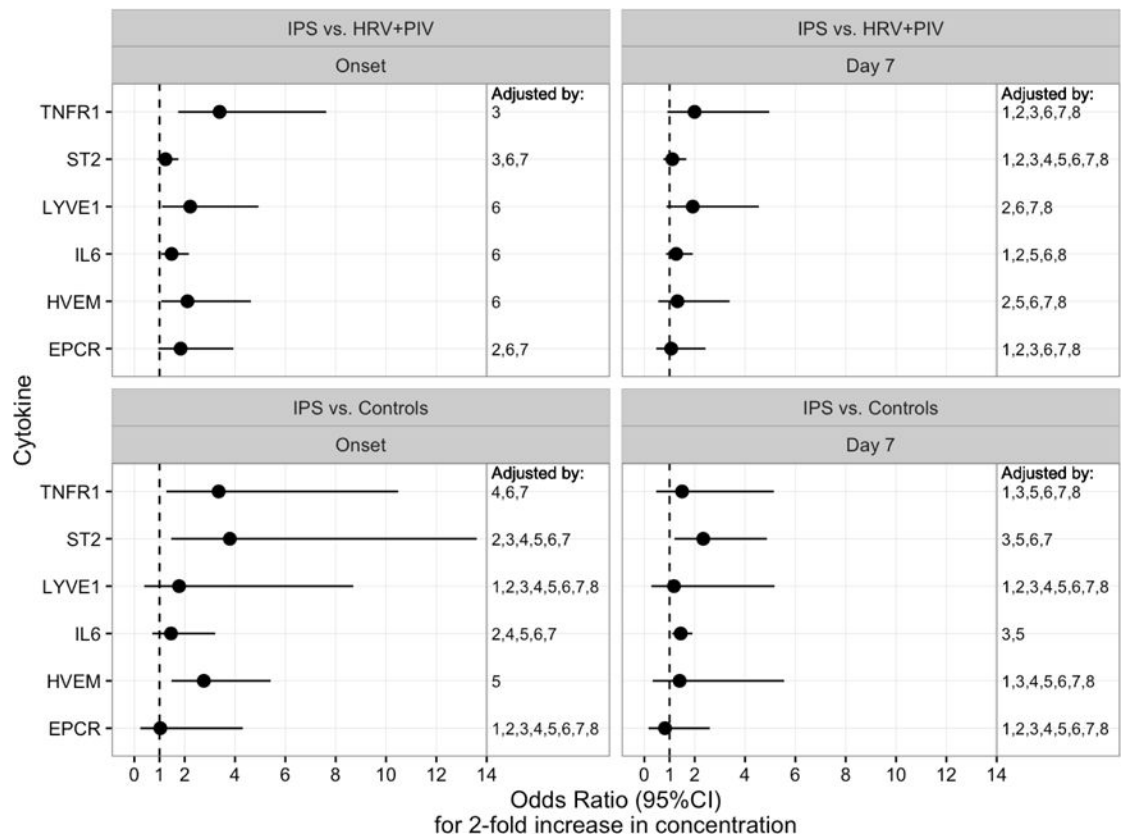 IPS vs. HRV+PIV
IPS vs. HRV+PIV
Onset
Day 7
Adjusted by:
Adjusted by:
TNFR1 3 1,2,3,6,7,8
ST2 3,6,7 1,2,3,4,5,6,7,8
LYVE1 6 2,6,7,8
IL6 6 1,2,5,6,8
HVEM 6 2,5,6,7,8
EPCR 2,6,7 1,2,3,6,7,8
Cytokine
IPS vs. Controls
IPS vs. Controls
Onset
Day 7
Adjusted by:
Adjusted by:
TNFR1 4,6,7 1,3,5,6,7,8
ST2 2,3,4,5,6,7 3,5,6,7
LYVE1 1,2,3,4,5,6,7,8 1,2,3,4,5,6,7,8
IL6 2,4,5,6,7 3,5
HVEM 5 1,3,4,5,6,7,8
EPCR 1,2,3,4,5,6,7,8 1,2,3,4,5,6,7,8
0 1 2 4 6 8 10 12 14 0 1 2 4 6 8 10 12 14
Odds Ratio (95%CI)
for 2-fold increase in concentration